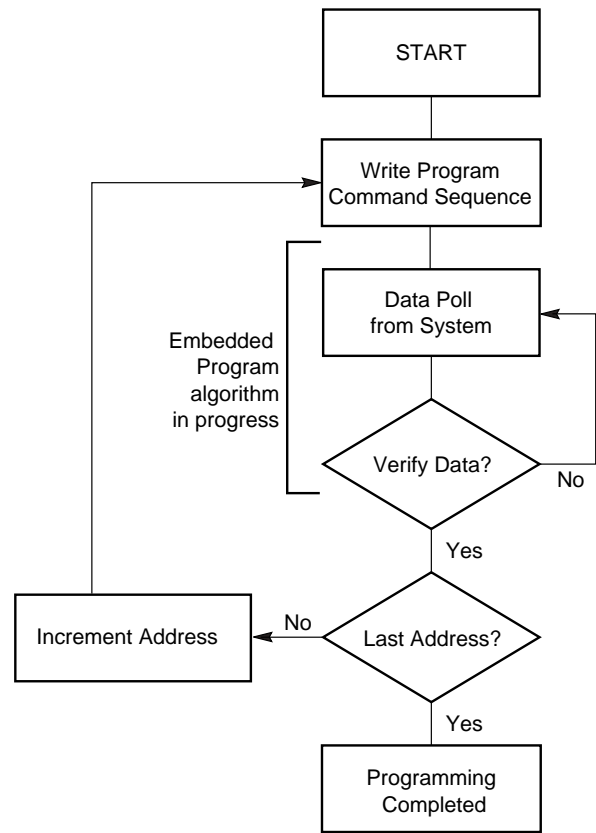 START
Write Program
Command Sequence
Data Poll
from System
Embedded
Program
algorithm
in progress
Verify Data?
No
Yes
Increment Address
No
Last Address?
Yes
Programming
Completed